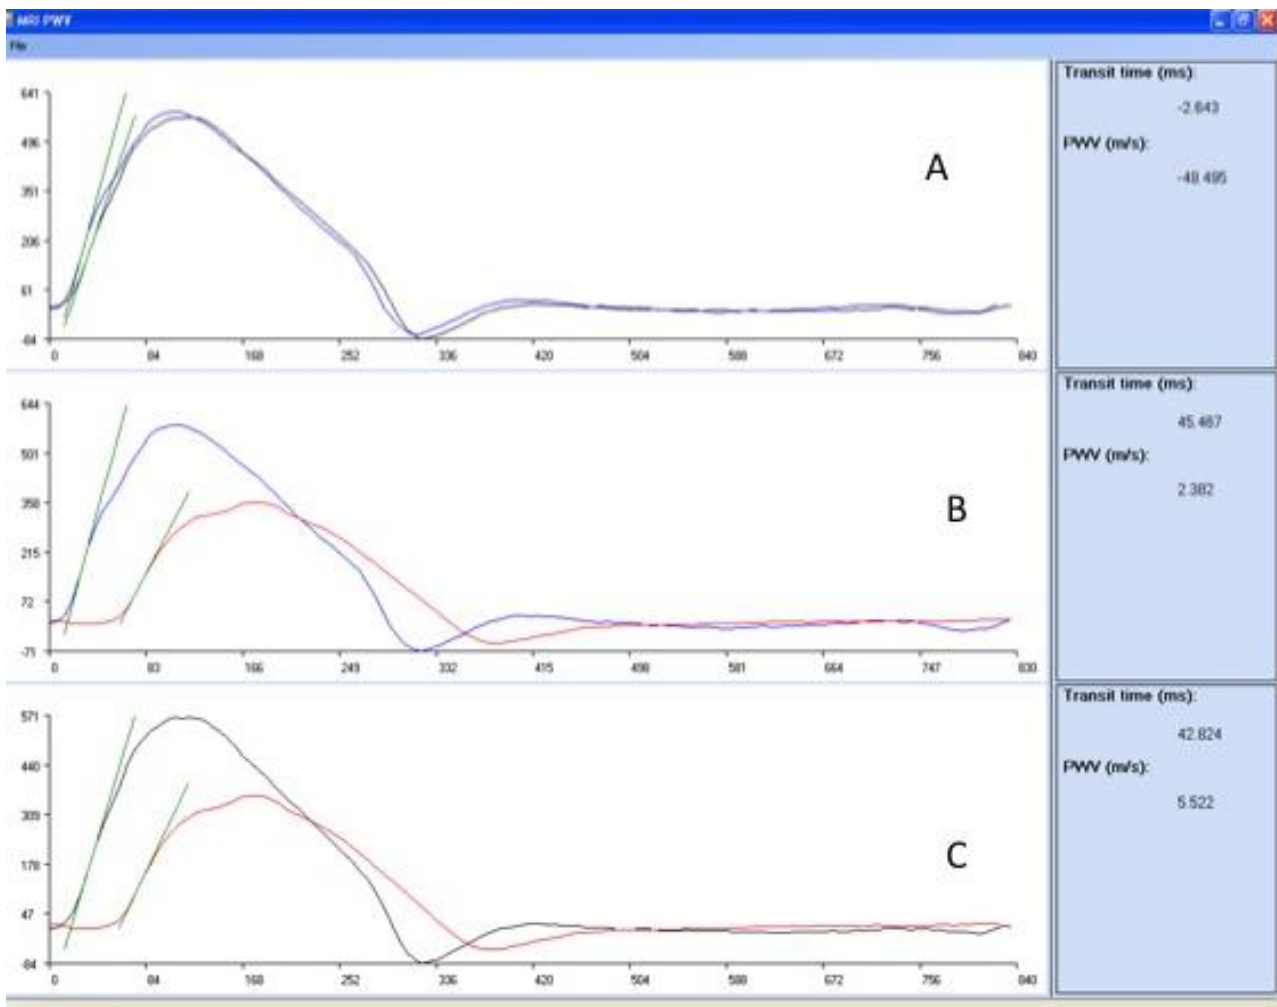 MRI PWV
File
Transit time (ms):
-2.643
PWV (m/s):
-48.495
641
496
351
206
61
-84
0 84 168 252 336 420 504 588 672 756 840
A
Transit time (ms):
45.467
PWV (m/s):
2.382
644
501
358
215
72
-71
0 83 166 249 332 415 498 581 664 747 830
B
Transit time (ms):
42.824
PWV (m/s):
5.522
571
440
309
178
47
-84
0 84 168 252 336 420 504 588 672 756 840
C